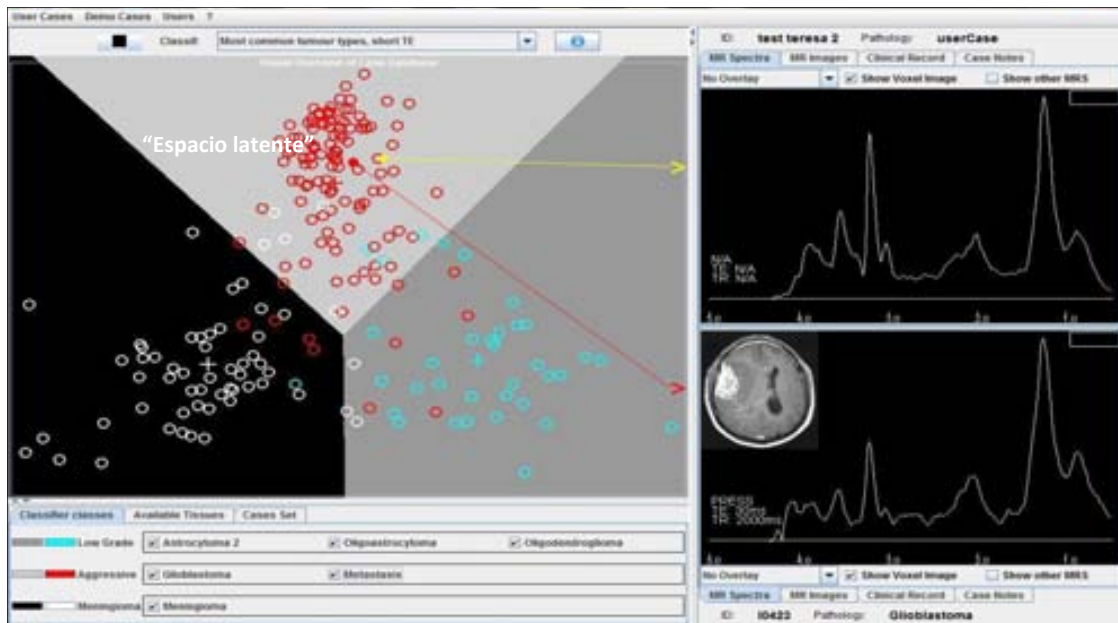 User Cases Demo Cases Users ?
Classif: Most common tumour types, short TE
"Espacio latente"
Classifier classes Available Tissues Cases Set
Low Grade Astrocytoma 2 Oligoastrocytoma Oligodendroglioma
Aggressive Glioblastoma Metastasis
Meningioma Meningioma
ID: test teresa 2 Pathology: userCase
MR Spectra MR Images Clinical Record Case Notes
No Overlay Show Voxel Image Show other MRS
N/A
TE: N/A
TR: N/A
PRESS
TR: 2000ms
No Overlay Show Voxel Image Show other MRS
MR Spectra MR Images Clinical Record Case Notes
ID: I0423 Pathology: Glioblastoma